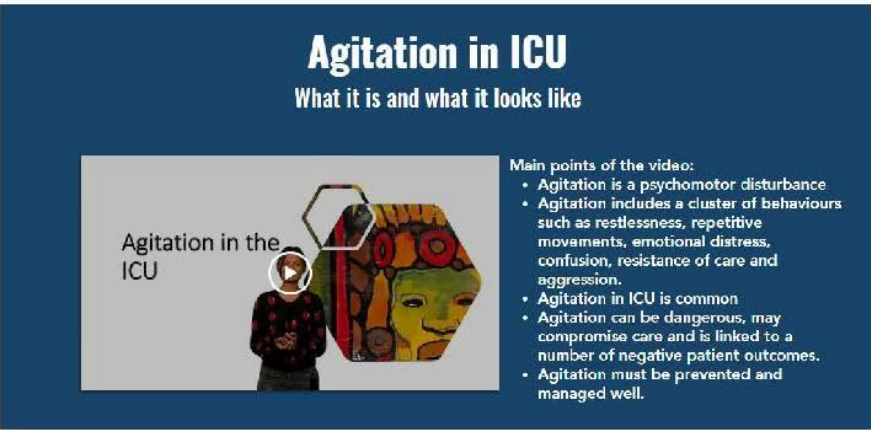 Agitation in ICU
What it is and what it looks like
Agitation in the
ICU
Main points of the video:
• Agitation is a psychomotor disturbance
• Agitation includes a cluster of behaviours
such as restlessness, repetitive
movements, emotional distress,
confusion, resistance of care and
aggression.
• Agitation in ICU is common
• Agitation can be dangerous, may
compromise care and is linked to a
number of negative patient outcomes.
• Agitation must be prevented and
managed well.